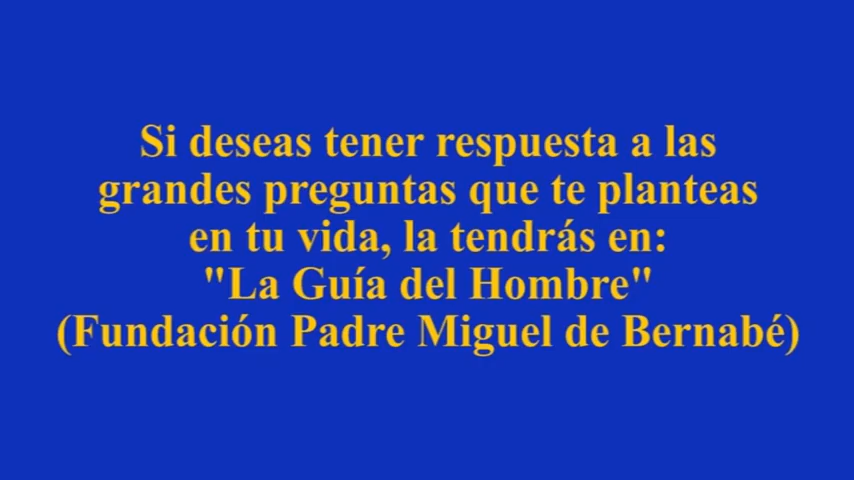 Si deseas tener respuesta a las
grandes preguntas que te planteas
en tu vida, la tendrás en:
"La Guía del Hombre"
(Fundación Padre Miguel de Bernabé)